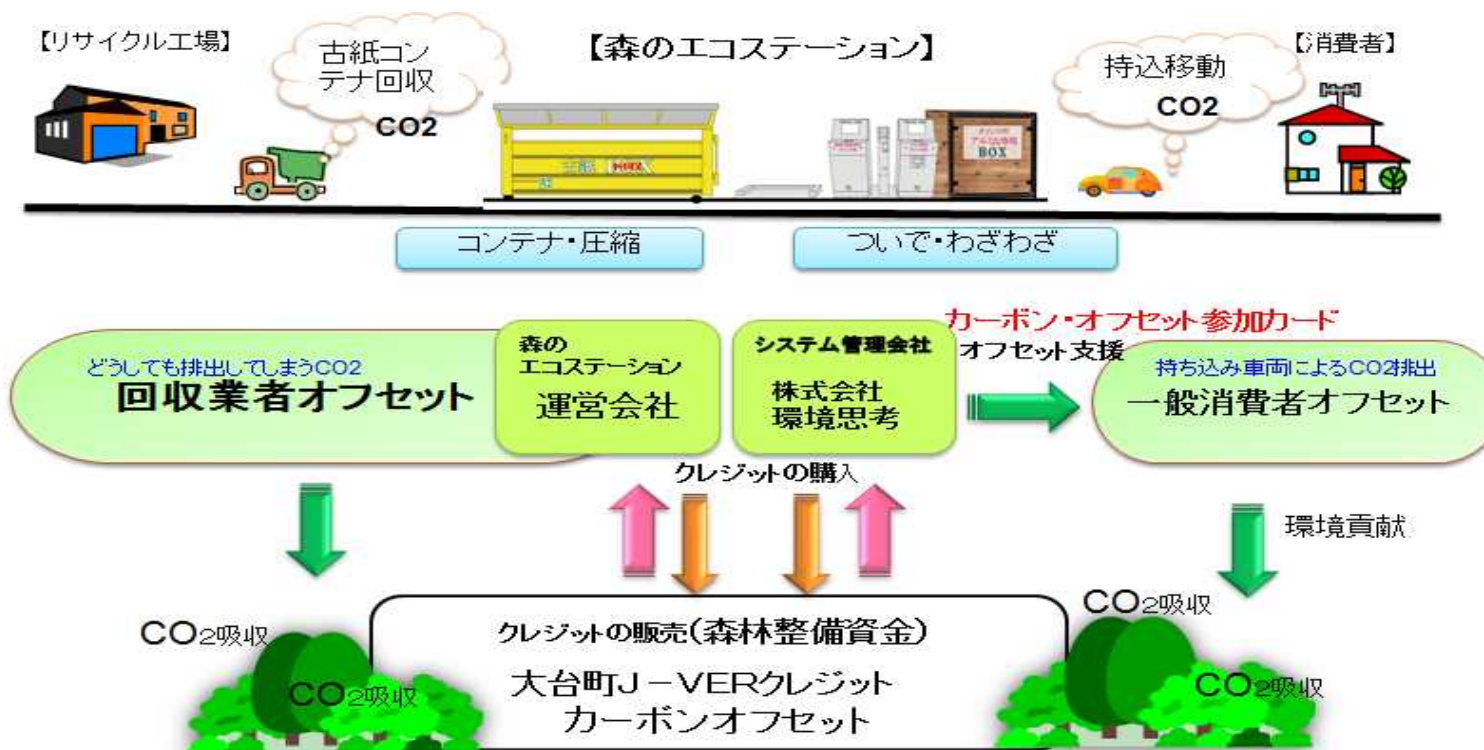 【リサイクル工場】
古紙コン
テナ回収
CO2
【森のエコステーション】
持込移動
CO2
【消費者】
BOX
コンテナ・圧縮
ついで・わざわざ
カーボン・オフセット参加カード
オフセット支援
どうしても排出してしまうCO2
回収業者オフセット
森の
エコステーション
運営会社
システム管理会社
株式会社
環境思考
持ち込み車両によるCO2排出
一般消費者オフセット
クレジットの購入
環境貢献
CO2吸収
CO2吸収
クレジットの販売(森林整備資金)
大台町J－VERクレジット
カーボンオフセット
CO2吸収
CO2吸収